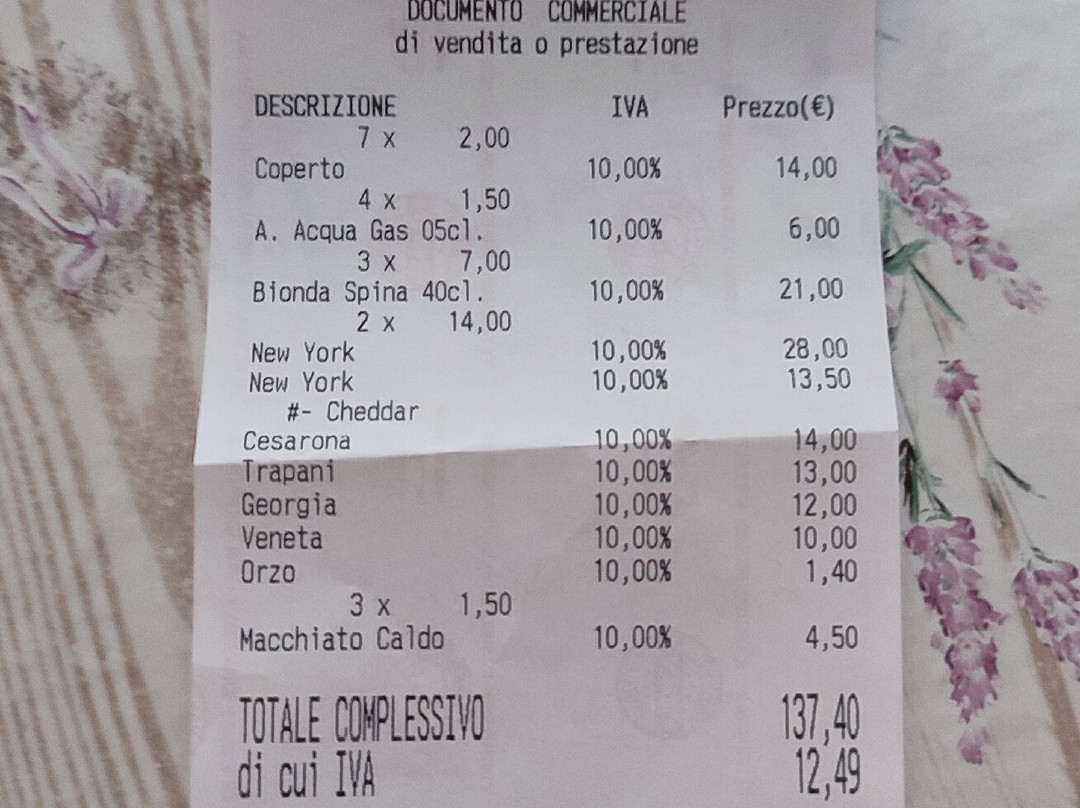 DOCUMENTO COMMERCIALE
di vendita o prestazione
DESCRIZIONE IVA Prezzo(€)
7 x 2,00
Coperto 10,00% 14,00
4 x 1,50
A. Acqua Gas 05cl. 10,00% 6,00
3 x 7,00
Bionda Spina 40cl. 10,00% 21,00
2 x 14,00
New York 10,00% 28,00
New York 10,00% 13,50
#- Cheddar
Cesarona 10,00% 14,00
Trapani 10,00% 13,00
Georgia 10,00% 12,00
Veneta 10,00% 10,00
Orzo 10,00% 1,40
3 x 1,50
Macchiato Caldo 10,00% 4,50
TOTALE COMPLESSIVO 137,40
di cui IVA 12,49